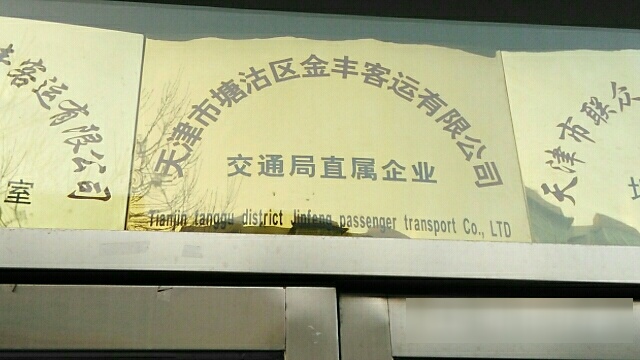 客运有限公司
室
天津市塘沽区金丰客运有限公司
交通局直属企业
Tianjin tanggu district Jinfeng passenger transport Co., LTD
天津市联众